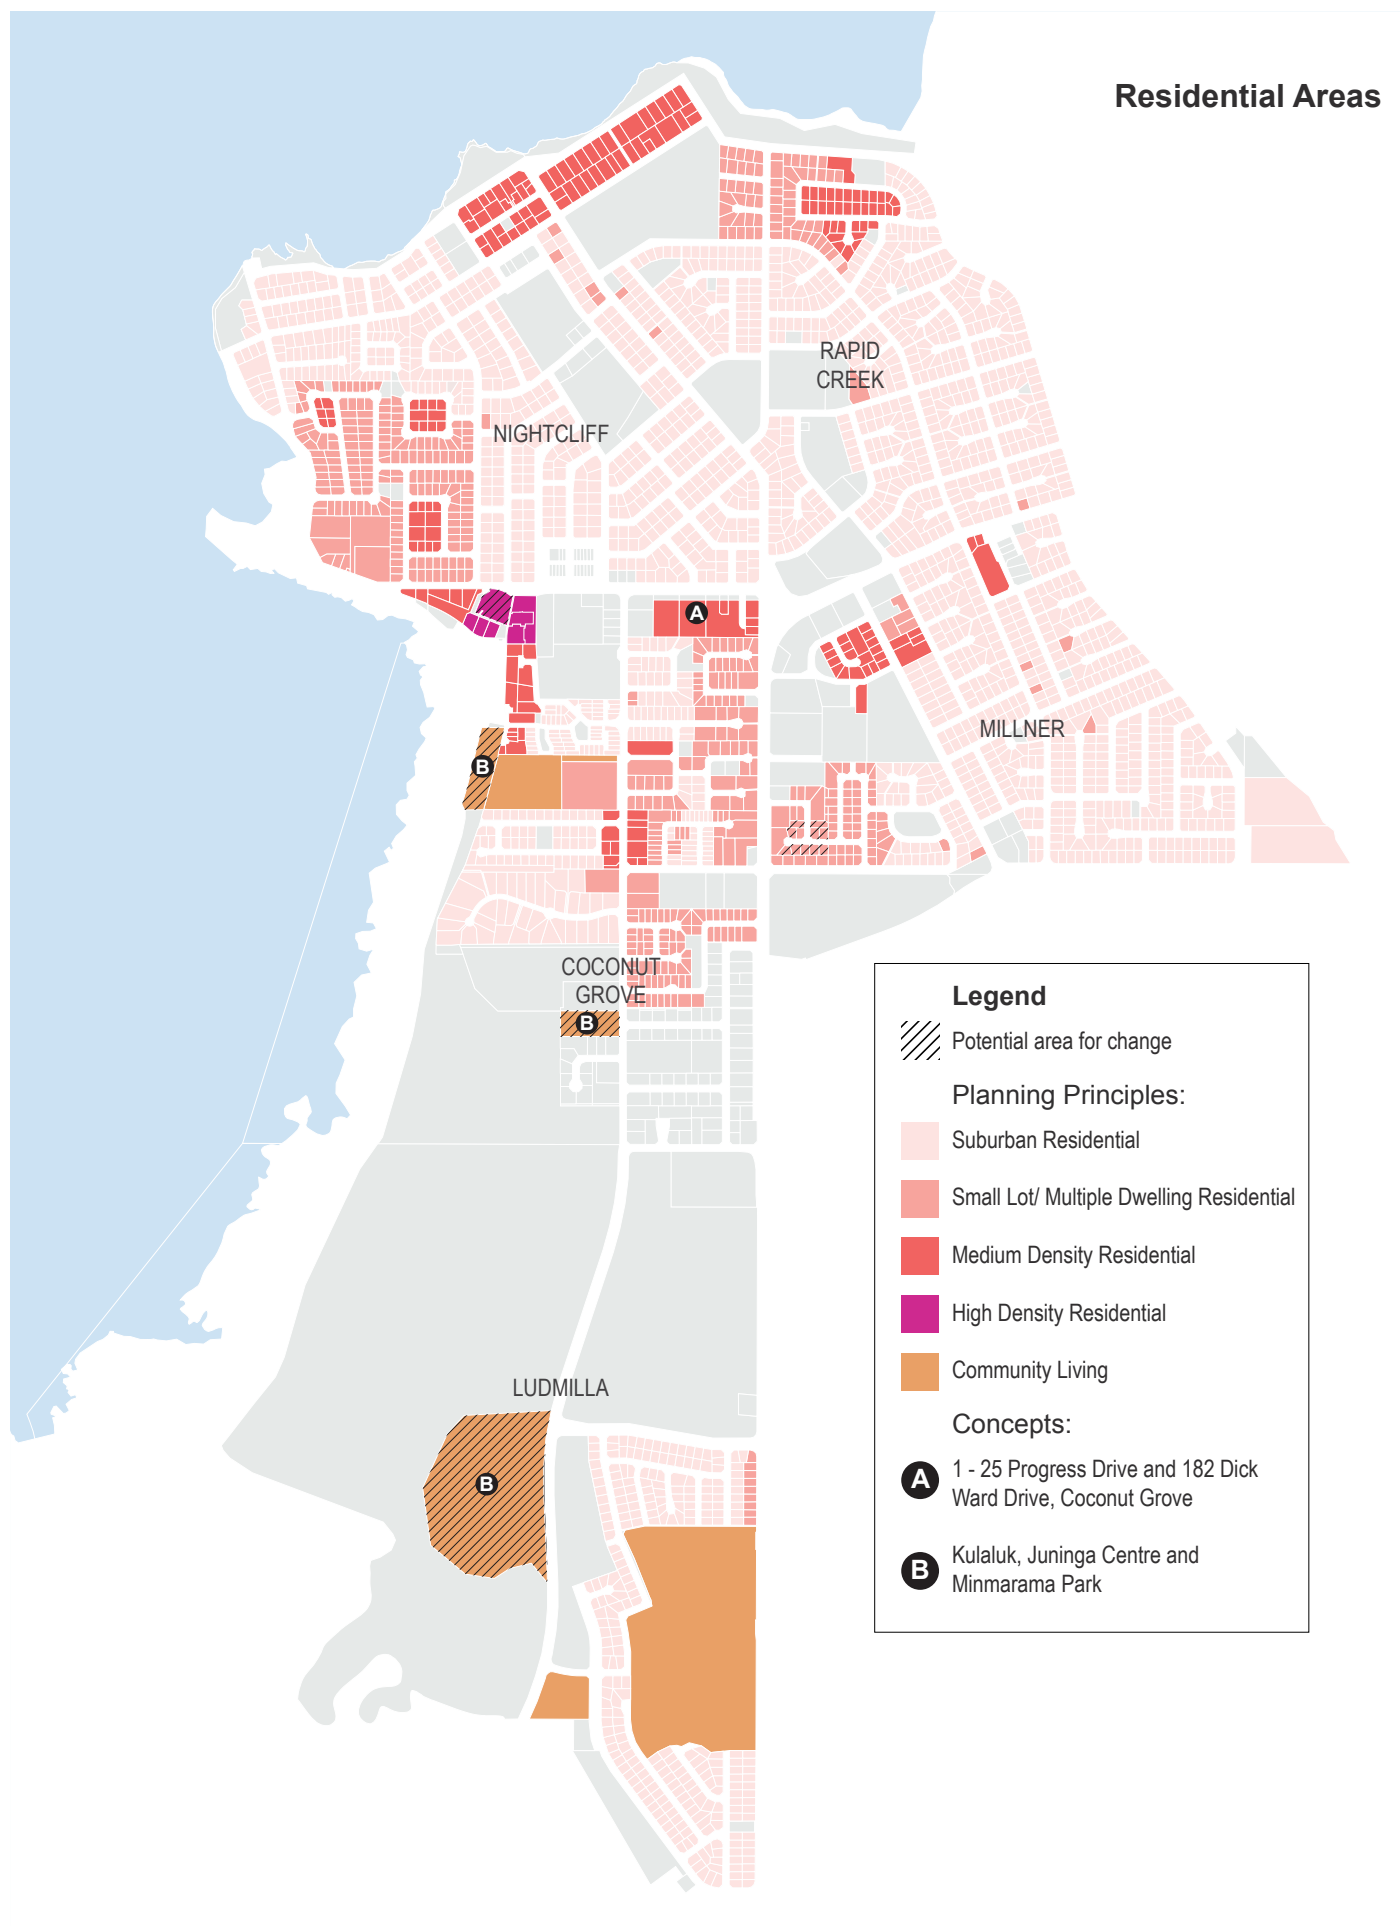 Residential Areas
RAPID
CREEK
NIGHTCLIFF
A
MILLNER
B
COCONUT
GROVE
B
LUDMILLA
B
Legend
Potential area for change
Planning Principles:
Suburban Residential
Small Lot/ Multiple Dwelling Residential
Medium Density Residential
High Density Residential
Community Living
Concepts:
A
1 - 25 Progress Drive and 182 Dick
Ward Drive, Coconut Grove
B
Kulaluk, Juninga Centre and
Minmarama Park